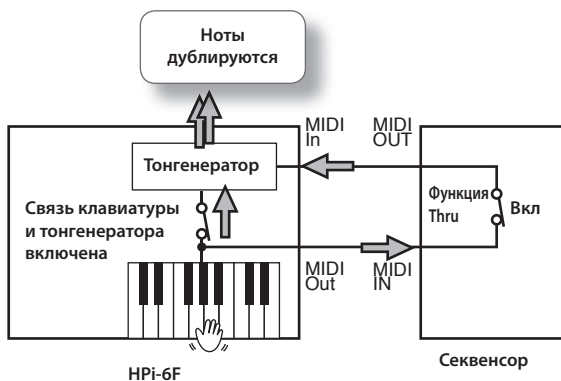 Ноты
дублируются
MIDI
In
MIDI
OUT
Тонгенератор
Связь клавиатуры
и тонгенератора
включена
Функция
Thru
Вкл
MIDI
Out
MIDI
IN
HPi-6F
Секвенсор